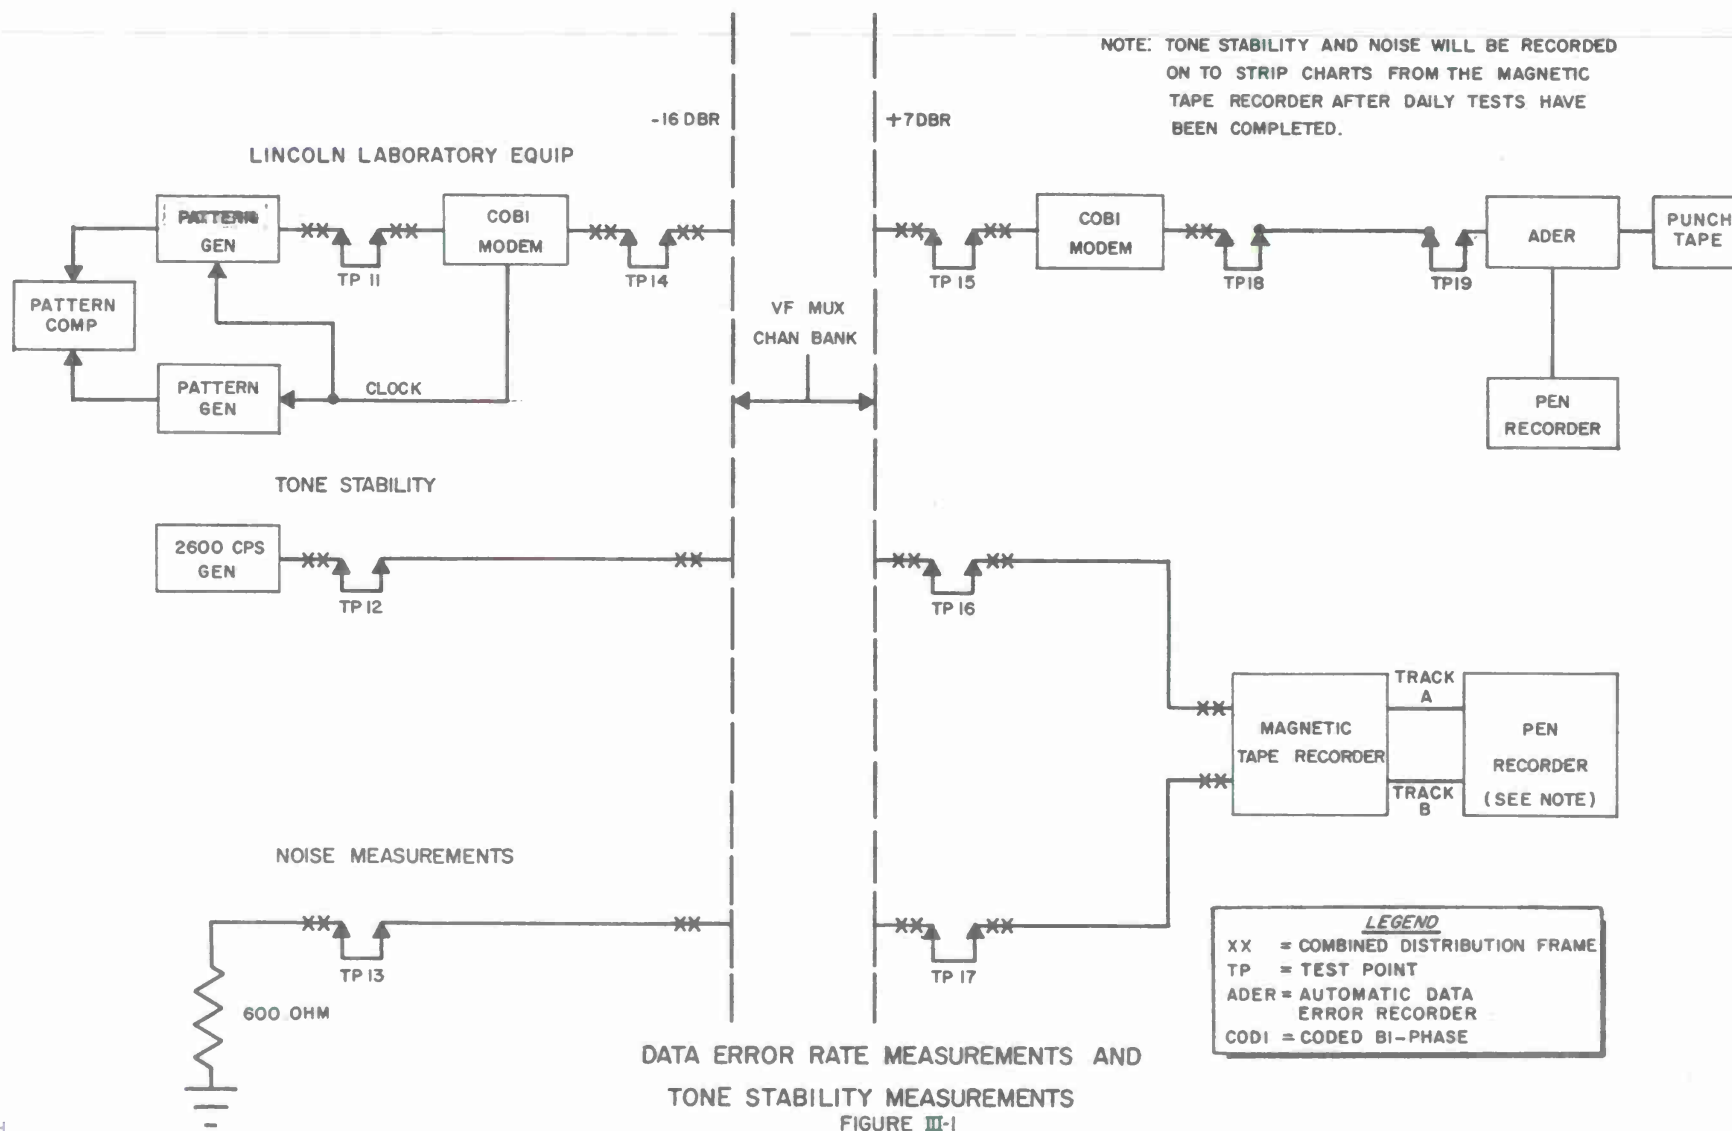 NOTE: TONE STABILITY AND NOISE WILL BE RECORDED
ON TO STRIP CHARTS FROM THE MAGNETIC
TAPE RECORDER AFTER DAILY TESTS HAVE
BEEN COMPLETED.
-16 DBR
+7 DBR
LINCOLN LABORATORY EQUIP
PATTERN
GEN
XX
TP 11
XX
COBI
MODEM
XX
TP 14
XX
XX
TP 15
XX
COBI
MODEM
XX
TP18
TP19
ADER
PUNCH
TAPE
PATTERN
COMP
PATTERN
GEN
CLOCK
VF MUX
CHAN BANK
PEN
RECORDER
TONE STABILITY
2600 CPS
GEN
XX
TP 12
XX
XX
TP 16
XX
XX
MAGNETIC
TAPE RECORDER
XX
TRACK
A
TRACK
B
PEN
RECORDER
(SEE NOTE)
NOISE MEASUREMENTS
XX
TP 13
XX
XX
TP 17
XX
600 OHM
LEGEND
XX = COMBINED DISTRIBUTION FRAME
TP = TEST POINT
ADER = AUTOMATIC DATA
ERROR RECORDER
CODI = CODED BI-PHASE
DATA ERROR RATE MEASUREMENTS AND
TONE STABILITY MEASUREMENTS
FIGURE III-1